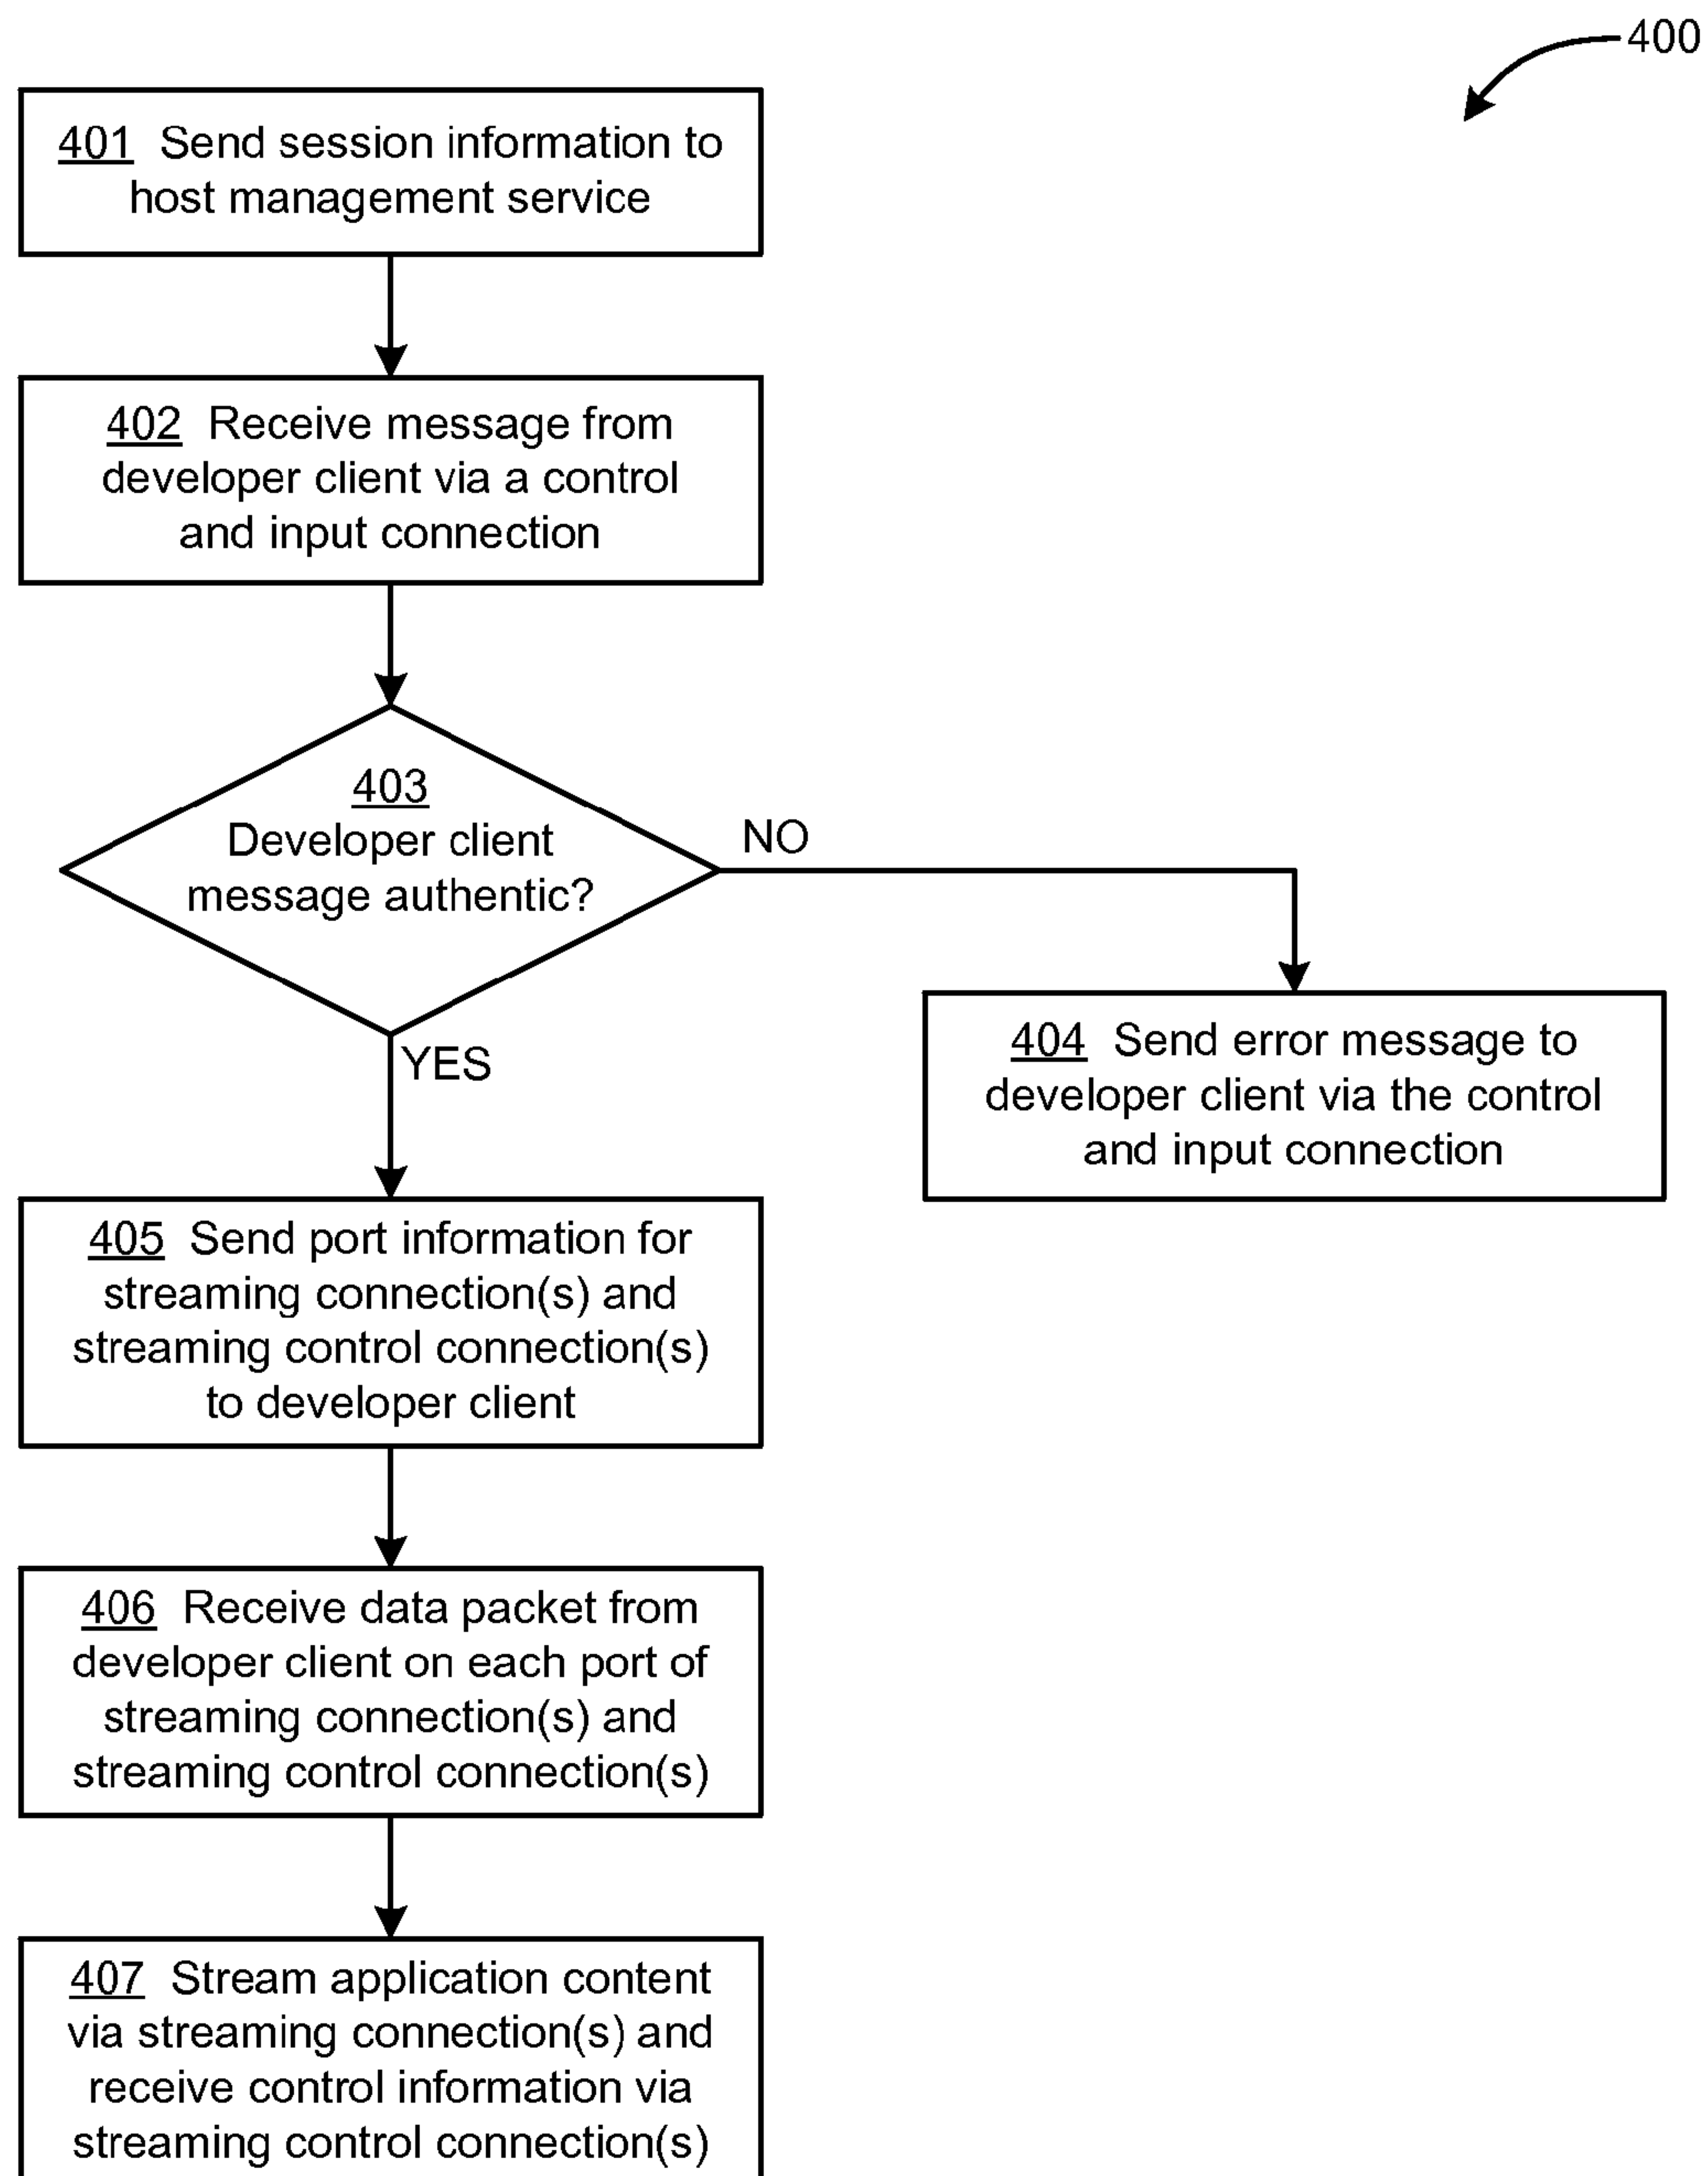 400
401 Send session information to
host management service
402 Receive message from
developer client via a control
and input connection
403
Developer client
message authentic?
NO
YES
404 Send error message to
developer client via the control
and input connection
405 Send port information for
streaming connection(s) and
streaming control connection(s)
to developer client
406 Receive data packet from
developer client on each port of
streaming connection(s) and
streaming control connection(s)
407 Stream application content
via streaming connection(s) and
receive control information via
streaming control connection(s)